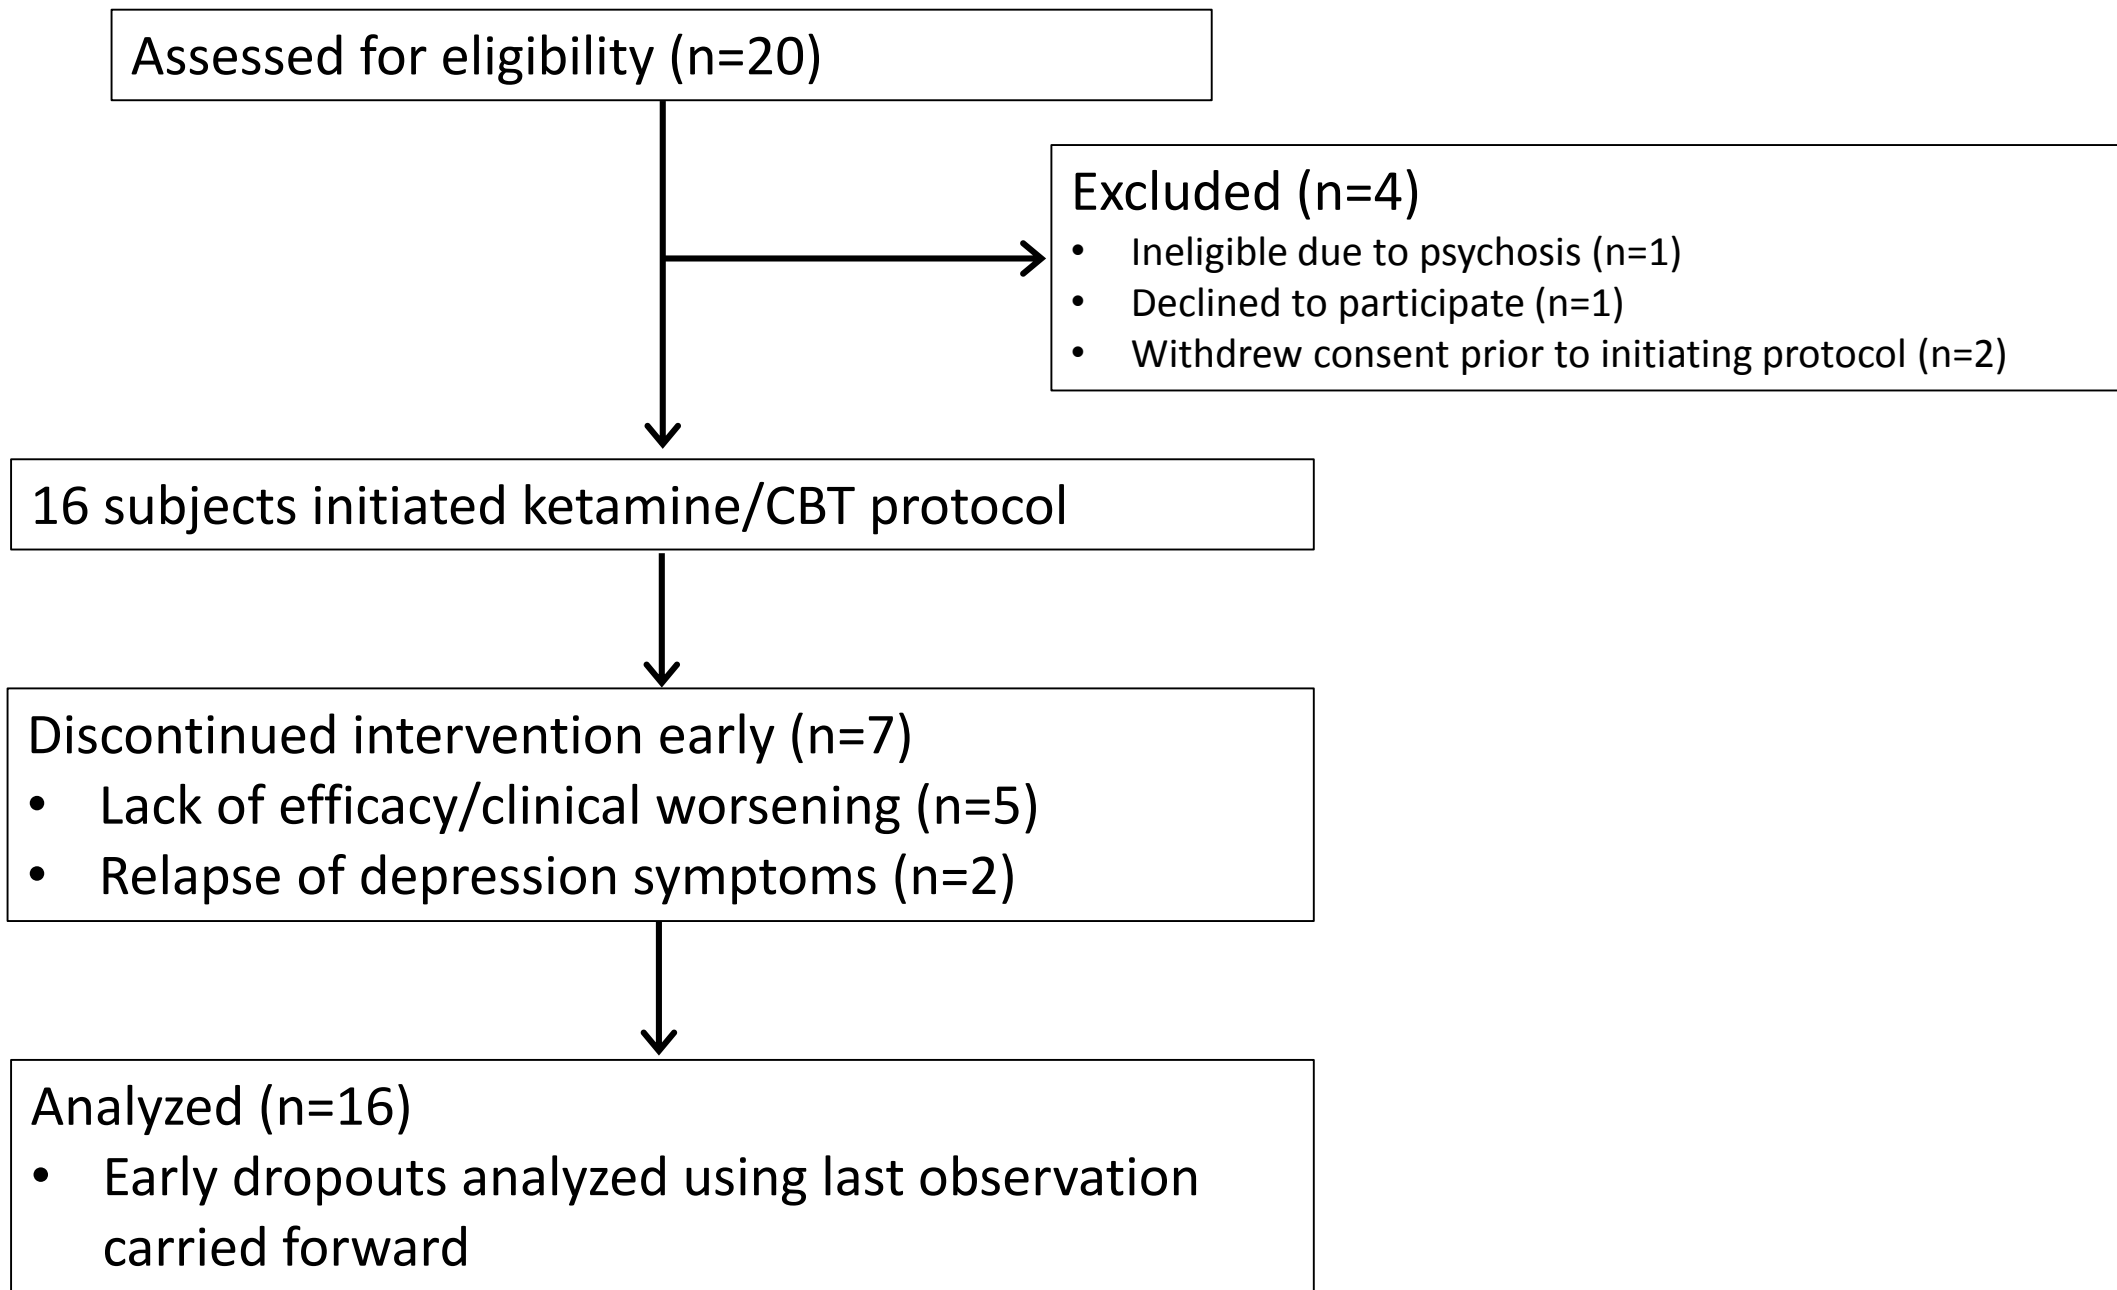 Assessed for eligibility (n=20)
Excluded (n=4)
• Ineligible due to psychosis (n=1)
• Declined to participate (n=1)
• Withdrew consent prior to initiating protocol (n=2)
16 subjects initiated ketamine/CBT protocol
Discontinued intervention early (n=7)
• Lack of efficacy/clinical worsening (n=5)
• Relapse of depression symptoms (n=2)
Analyzed (n=16)
• Early dropouts analyzed using last observation
carried forward